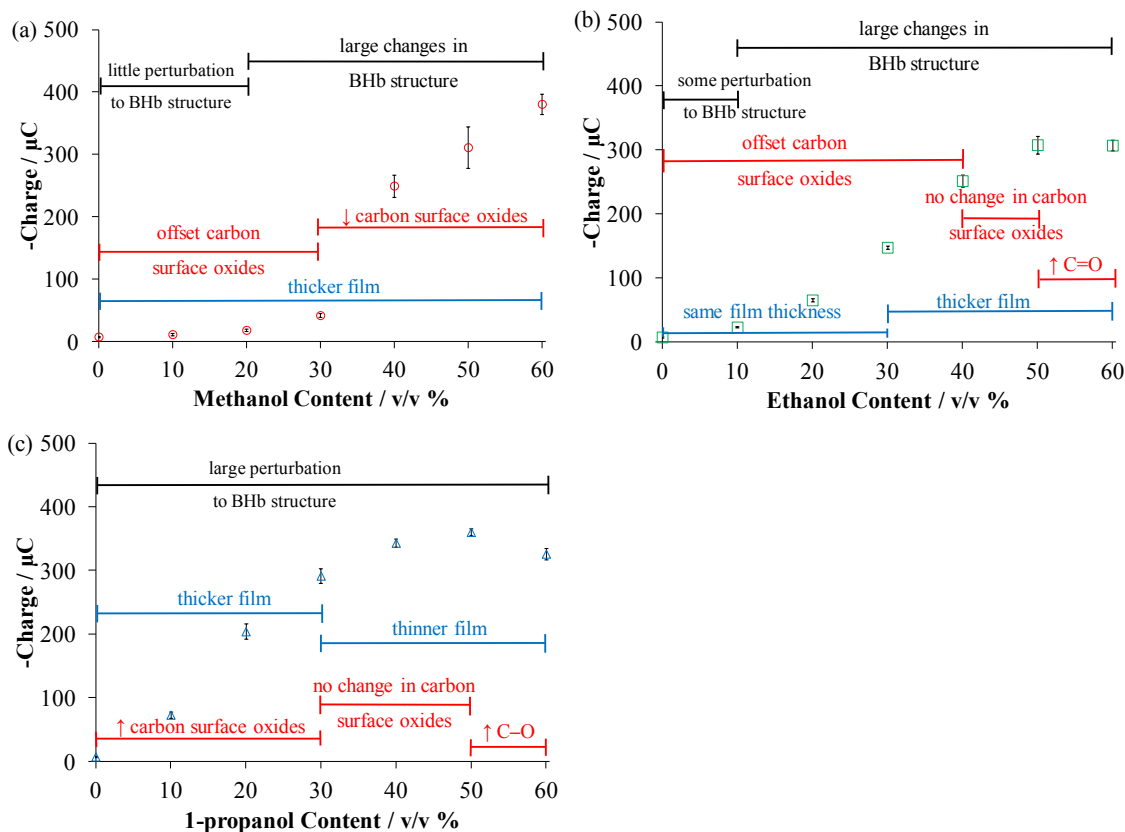 (a)
500
400
300
200
100
0
-Charge / μC
large changes in
BHb structure
little perturbation
to BHb structure
↓ carbon surface oxides
offset carbon
surface oxides
thicker film
0 10 20 30 40 50 60
Methanol Content / v/v %
(b)
500
400
300
200
100
0
-Charge / μC
large changes in
BHb structure
some perturbation
to BHb structure
offset carbon
surface oxides
no change in carbon
surface oxides
↑ C=O
same film thickness
thicker film
0 10 20 30 40 50 60
Ethanol Content / v/v %
(c)
500
400
300
200
100
0
-Charge / μC
large perturbation
to BHb structure
thicker film
thinner film
no change in carbon
surface oxides
↑ carbon surface oxides
↑ C–O
0 10 20 30 40 50 60
1-propanol Content / v/v %